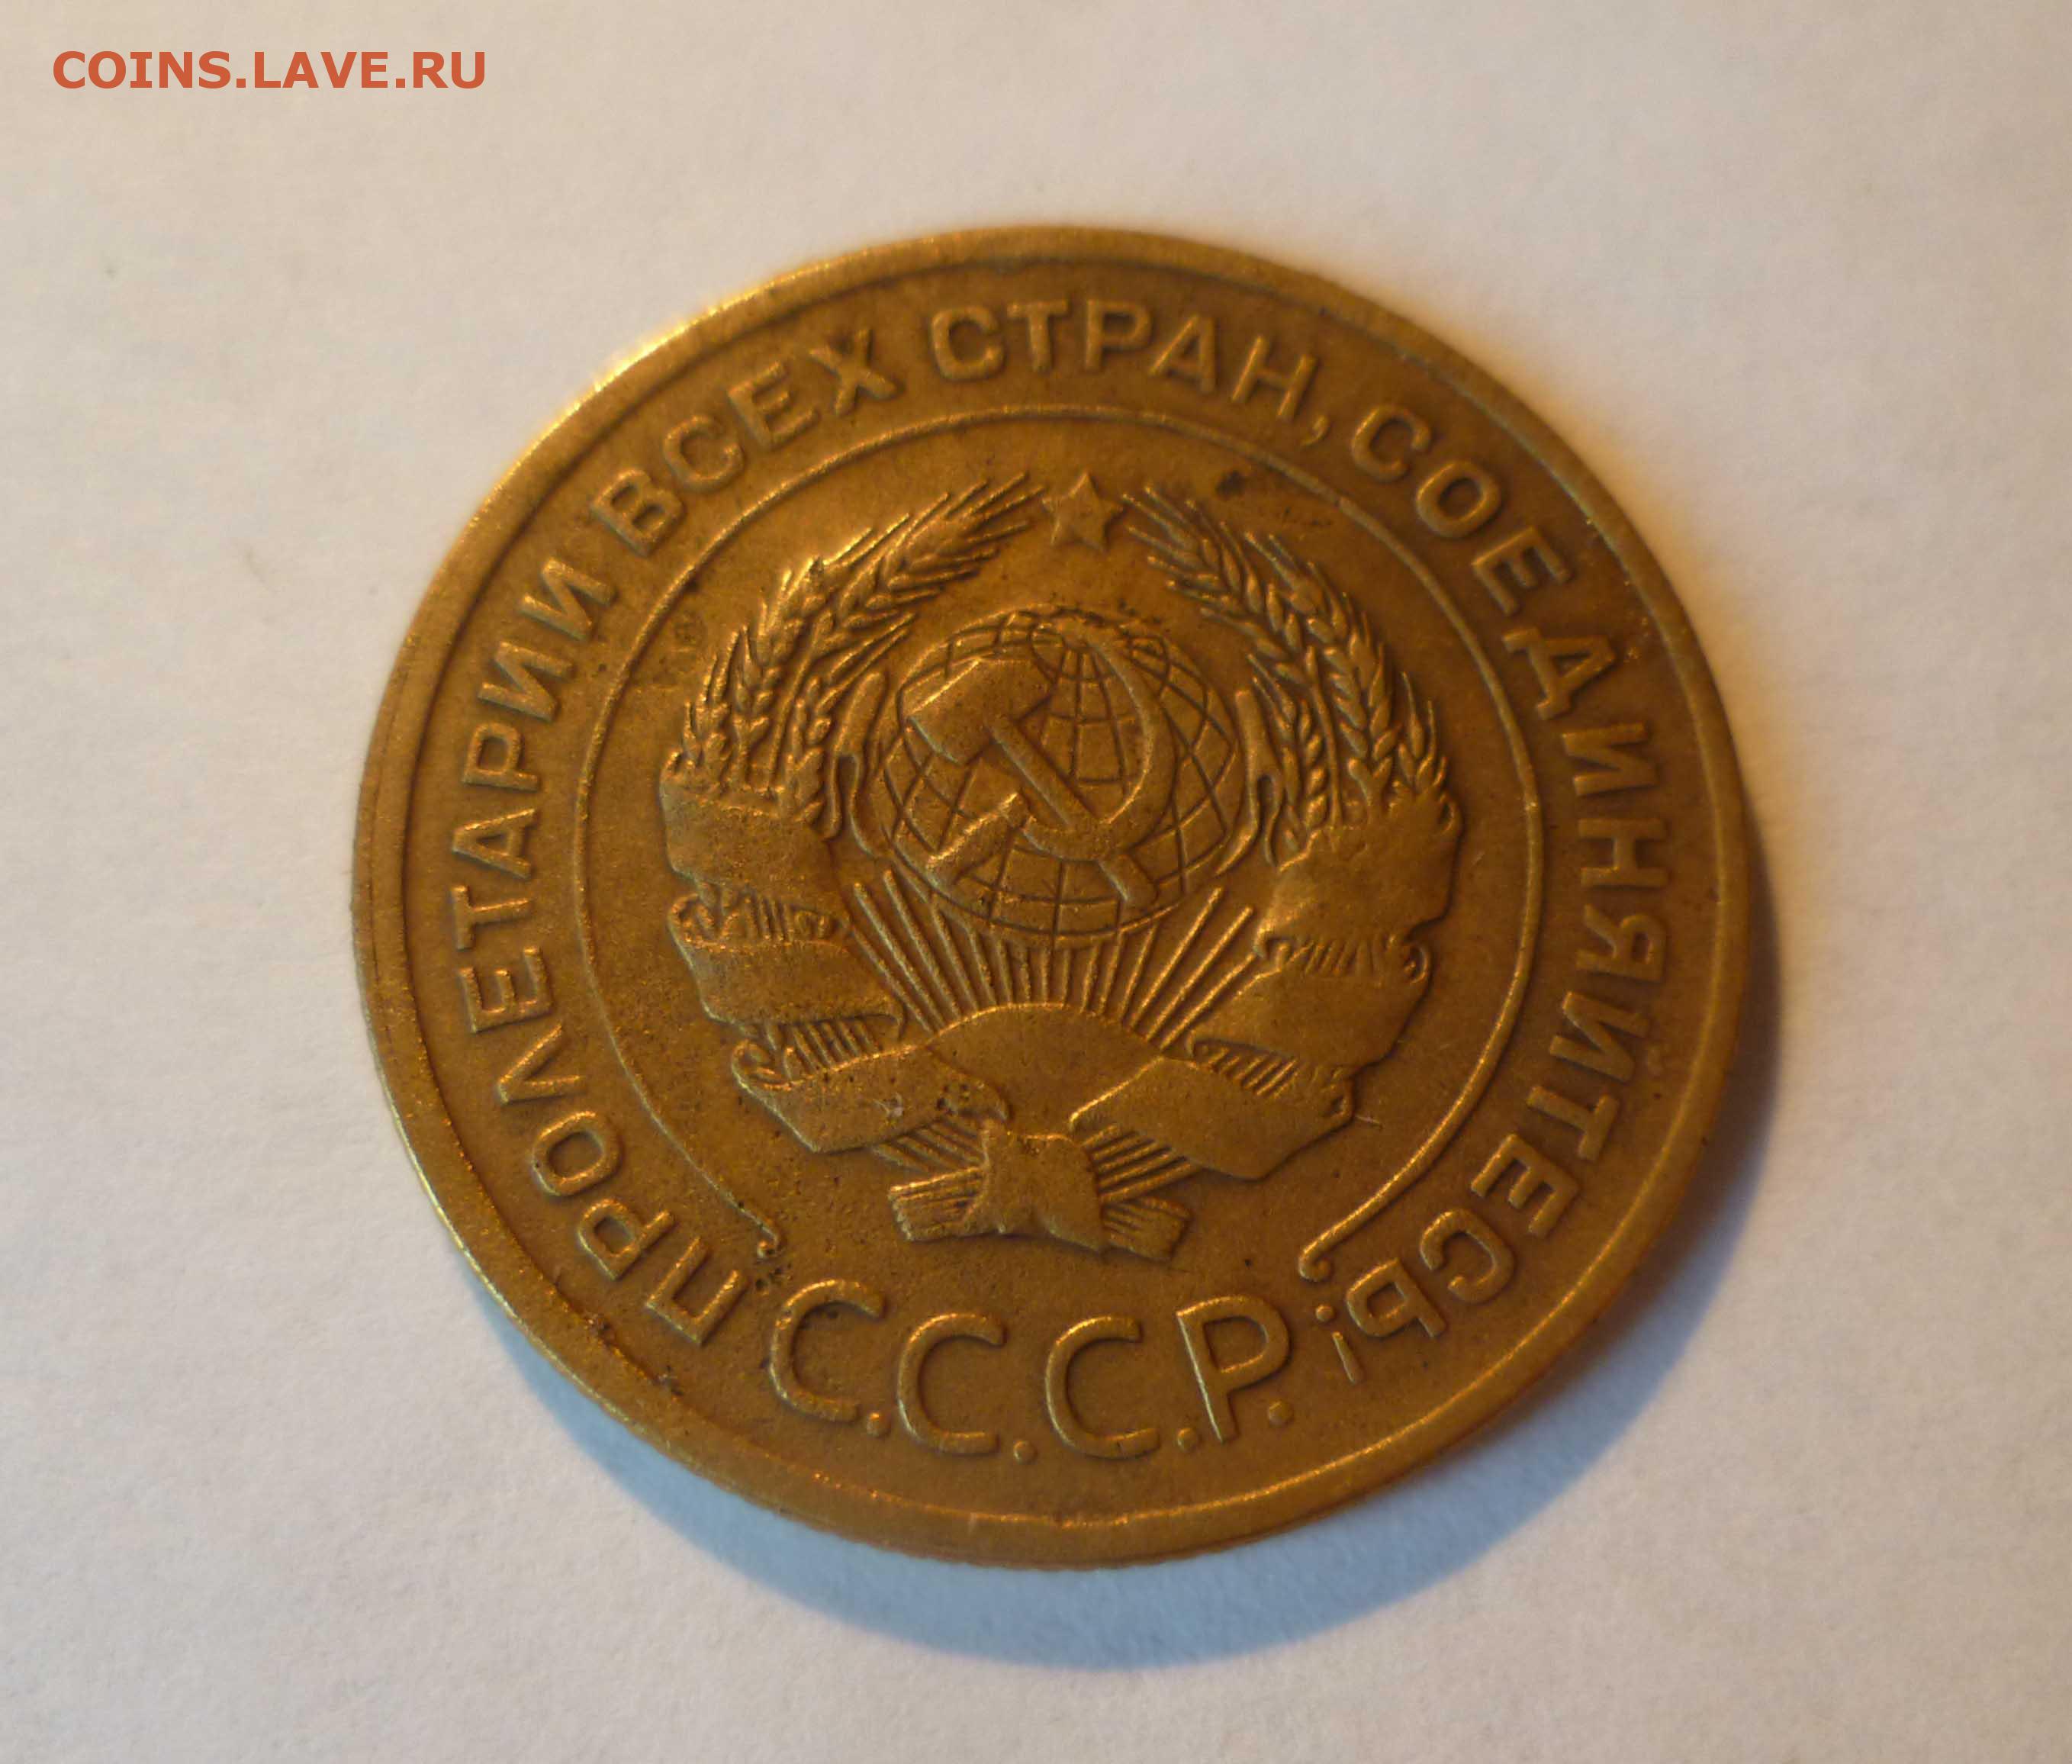 COINS.LAVE.RU
ПРОЛЕТАРИИ ВСЕХ СТРАН, СОЕДИНЯЙТЕСЬ!
С.С.С.Р.